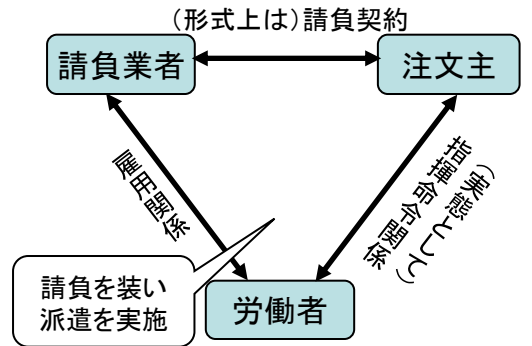 （形式上は）請負契約
請負業者
注文主
雇用関係
（実態として）
指揮命令関係
請負を装い
派遣を実施
労働者